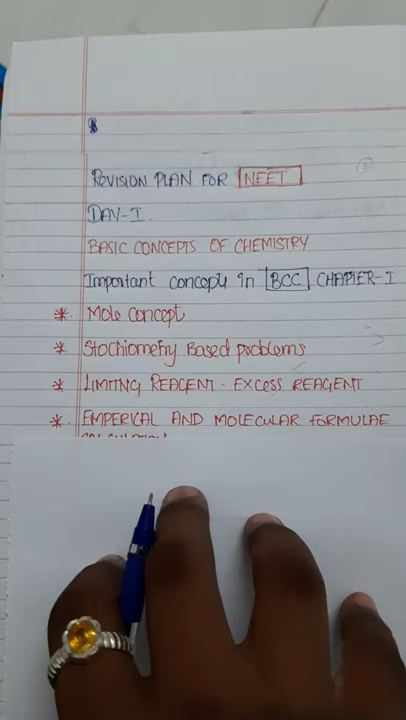 REVISION PLAN FOR NEET
DAY-I.
BASIC CONCEPTS OF CHEMISTRY
Important concepts in BCC CHAPTER-I
* Mole concept
* Stochiometry Based problems
* LIMITING REAGENT - EXCESS REAGENT
* EMPERICAL AND MOLECULAR FORMULAE